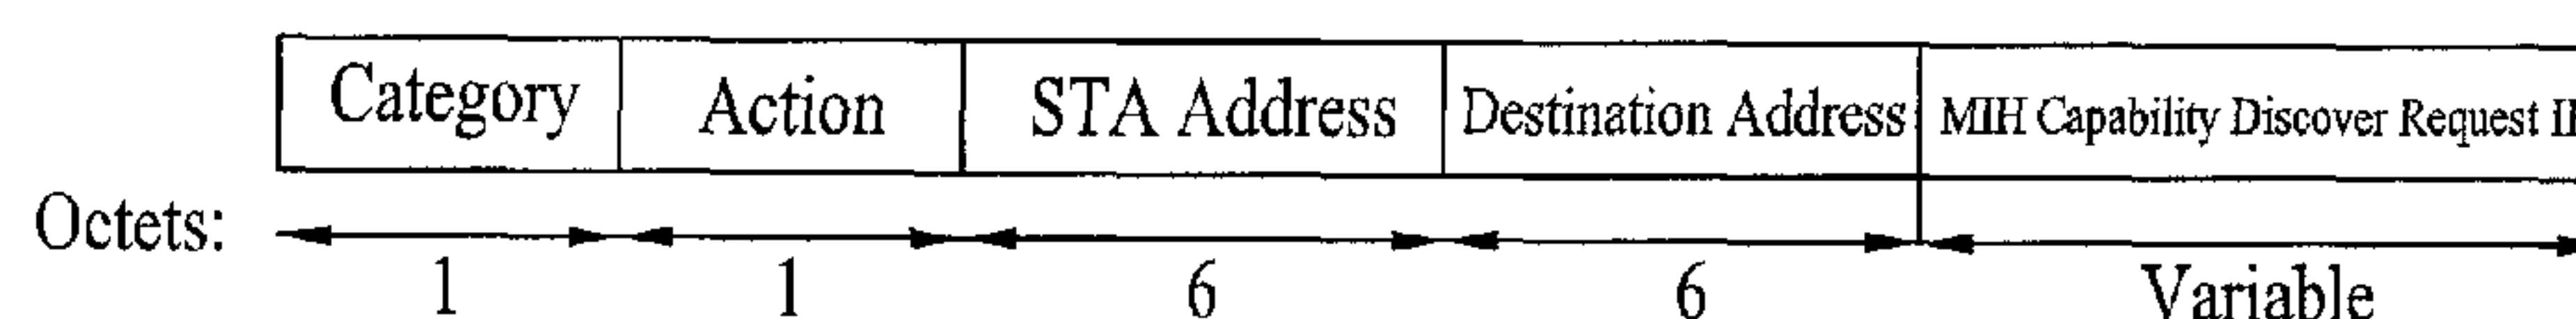 Category Action STA Address Destination Address MIH Capability Discover Request
Octets:
1 1 6 6 Variable